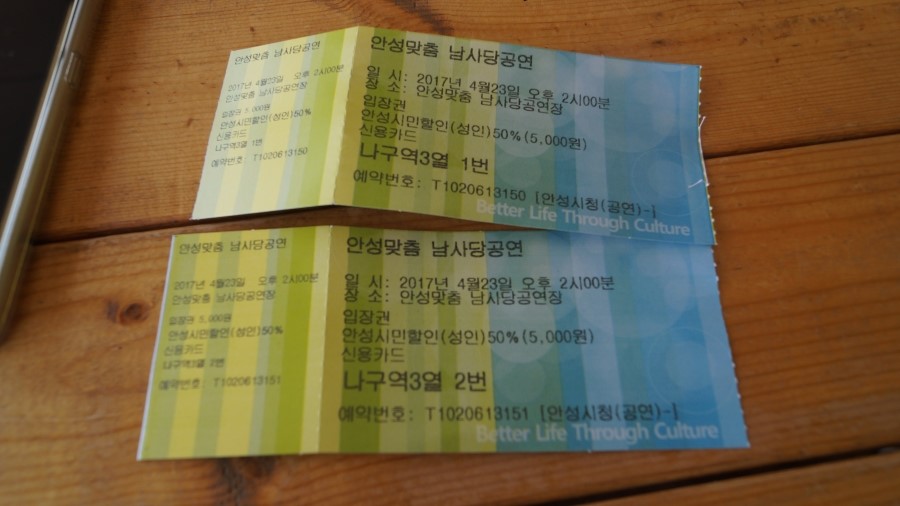 안성맞춤 남사당공연
2017년 4월23일 오후 2시00분
안성맞춤 남사당공연장
입장권 5,000원
안성시민할인(성인)50%
신용카드
나구역3열 1번
예약번호: T1020613150
안성맞춤 남사당공연
일 시: 2017년 4월23일 오후 2시00분
장 소: 안성맞춤 남사당공연장
입장권
안성시민할인(성인)50%(5,000원)
신용카드
나구역3열 1번
예약번호: T1020613150 [안성시청(공연)-]
Better Life Through Culture
안성맞춤 남사당공연
2017년 4월23일 오후 2시00분
안성맞춤 남사당공연장
입장권 5,000원
안성시민할인(성인)50%
신용카드
나구역3열 2번
예약번호: T1020613151
안성맞춤 남사당공연
일 시: 2017년 4월23일 오후 2시00분
장 소: 안성맞춤 남사당공연장
입장권
안성시민할인(성인)50%(5,000원)
신용카드
나구역3열 2번
예약번호: T1020613151 [안성시청(공연)-]
Better Life Through Culture